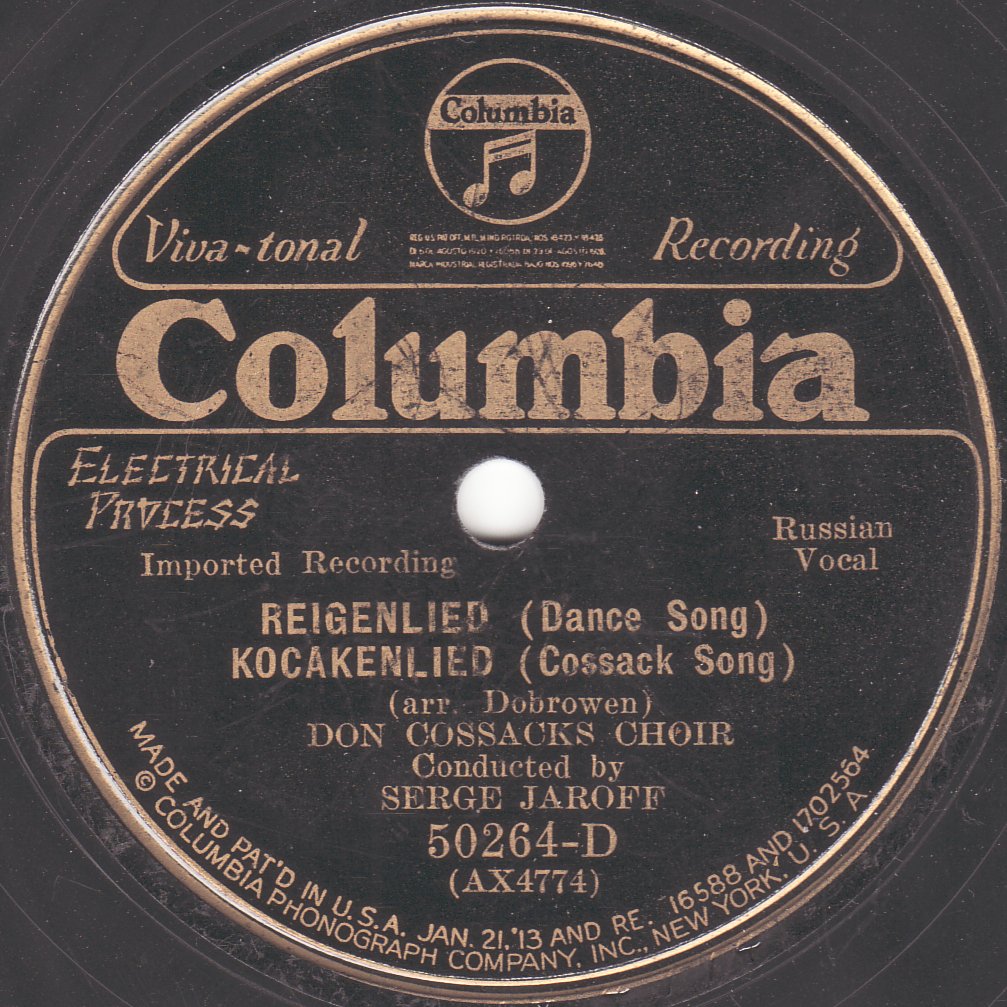 Columbia
Viva-tonal Recording
Columbia
ELECTRICAL
PROCESS
Imported Recording
Russian
Vocal
REIGENLIED (Dance Song)
KOCAKENLIED (Cossack Song)
(arr. Dobrowen)
DON COSSACKS CHOIR
Conducted by
SERGE JAROFF
50264-D
(AX4774)
MADE AND PAT'D IN U.S.A. JAN. 21,'13 AND RE. 16588 AND 1702564
© COLUMBIA PHONOGRAPH COMPANY, INC., NEW YORK, U.S.A